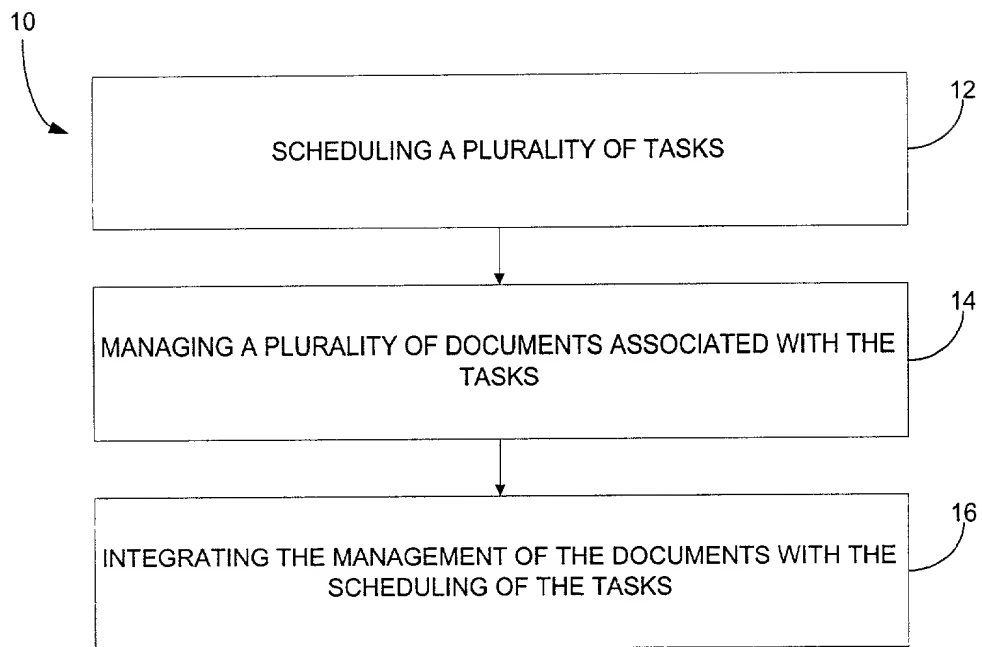 10
12
SCHEDULING A PLURALITY OF TASKS
14
MANAGING A PLURALITY OF DOCUMENTS ASSOCIATED WITH THE
TASKS
16
INTEGRATING THE MANAGEMENT OF THE DOCUMENTS WITH THE
SCHEDULING OF THE TASKS